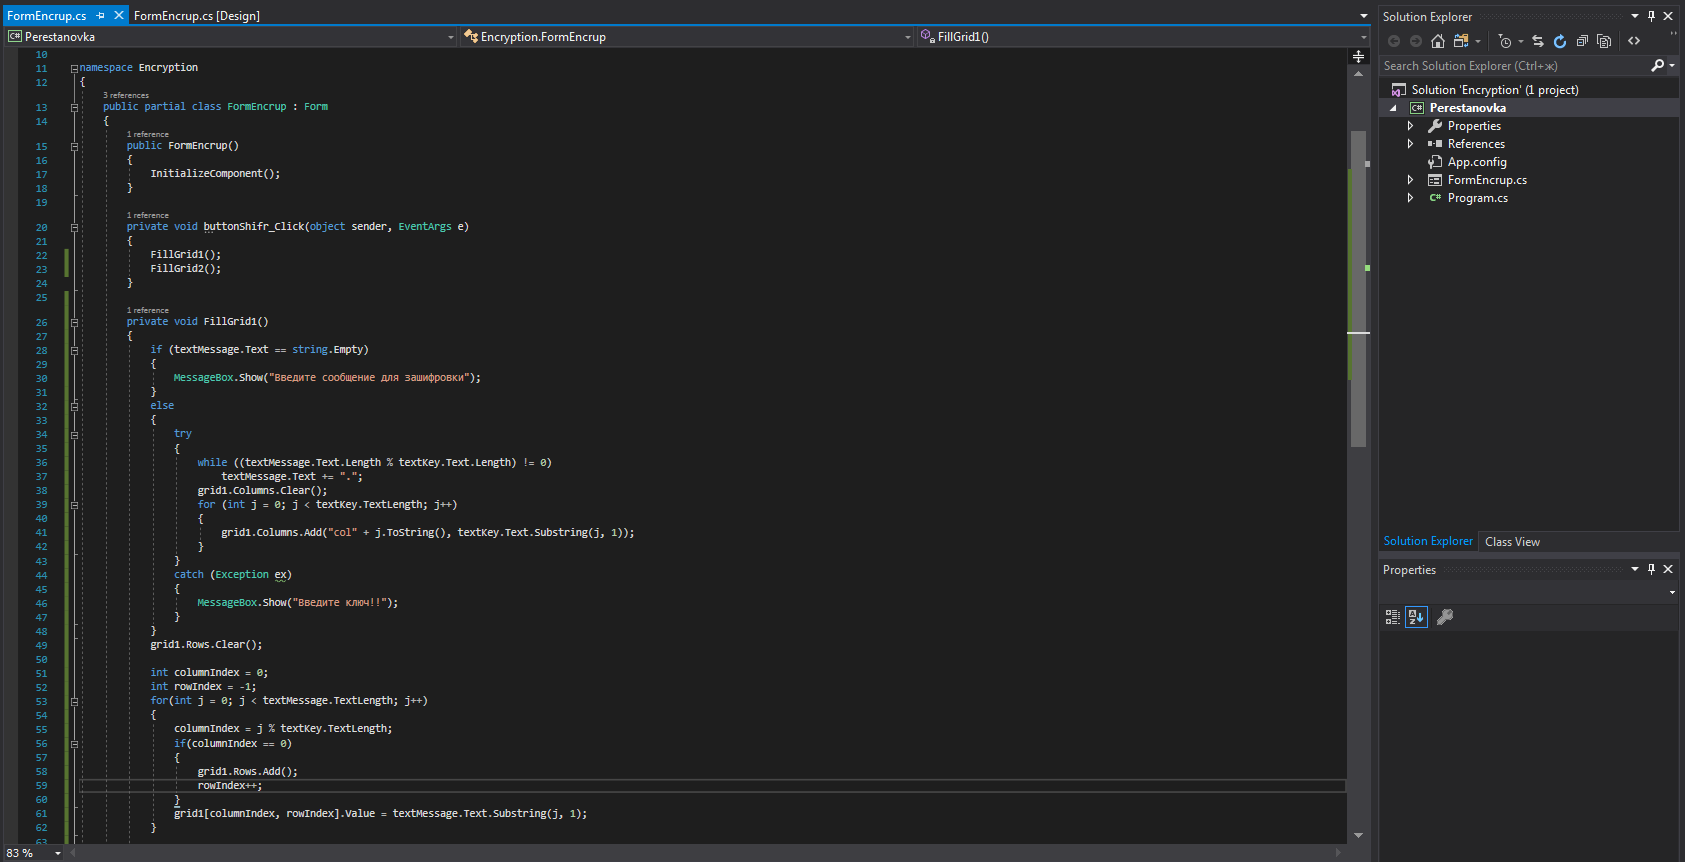 FormEncrup.cs
FormEncrup.cs [Design]
C# Perestanovka
Encryption.FormEncrup
FillGrid1()
10
11 namespace Encryption
12 {
3 references
13 public partial class FormEncrup : Form
14 {
1 reference
15 public FormEncrup()
16 {
17 InitializeComponent();
18 }
19
1 reference
20 private void buttonShifr_Click(object sender, EventArgs e)
21 {
22 FillGrid1();
23 FillGrid2();
24 }
25
1 reference
26 private void FillGrid1()
27 {
28 if (textMessage.Text == string.Empty)
29 {
30 MessageBox.Show("Введите сообщение для зашифровки");
31 }
32 else
33 {
34 try
35 {
36 while ((textMessage.Text.Length % textKey.Text.Length) != 0)
37 textMessage.Text += ".";
38 grid1.Columns.Clear();
39 for (int j = 0; j < textKey.TextLength; j++)
40 {
41 grid1.Columns.Add("col" + j.ToString(), textKey.Text.Substring(j, 1));
42 }
43 }
44 catch (Exception ex)
45 {
46 MessageBox.Show("Введите ключ!!");
47 }
48 }
49 grid1.Rows.Clear();
50
51 int columnIndex = 0;
52 int rowIndex = -1;
53 for(int j = 0; j < textMessage.TextLength; j++)
54 {
55 columnIndex = j % textKey.TextLength;
56 if(columnIndex == 0)
57 {
58 grid1.Rows.Add();
59 rowIndex++;
60 }
61 grid1[columnIndex, rowIndex].Value = textMessage.Text.Substring(j, 1);
62 }
63
83 %
Solution Explorer
Search Solution Explorer (Ctrl+ж)
Solution 'Encryption' (1 project)
C# Perestanovka
Properties
References
App.config
FormEncrup.cs
C# Program.cs
Solution Explorer
Class View
Properties